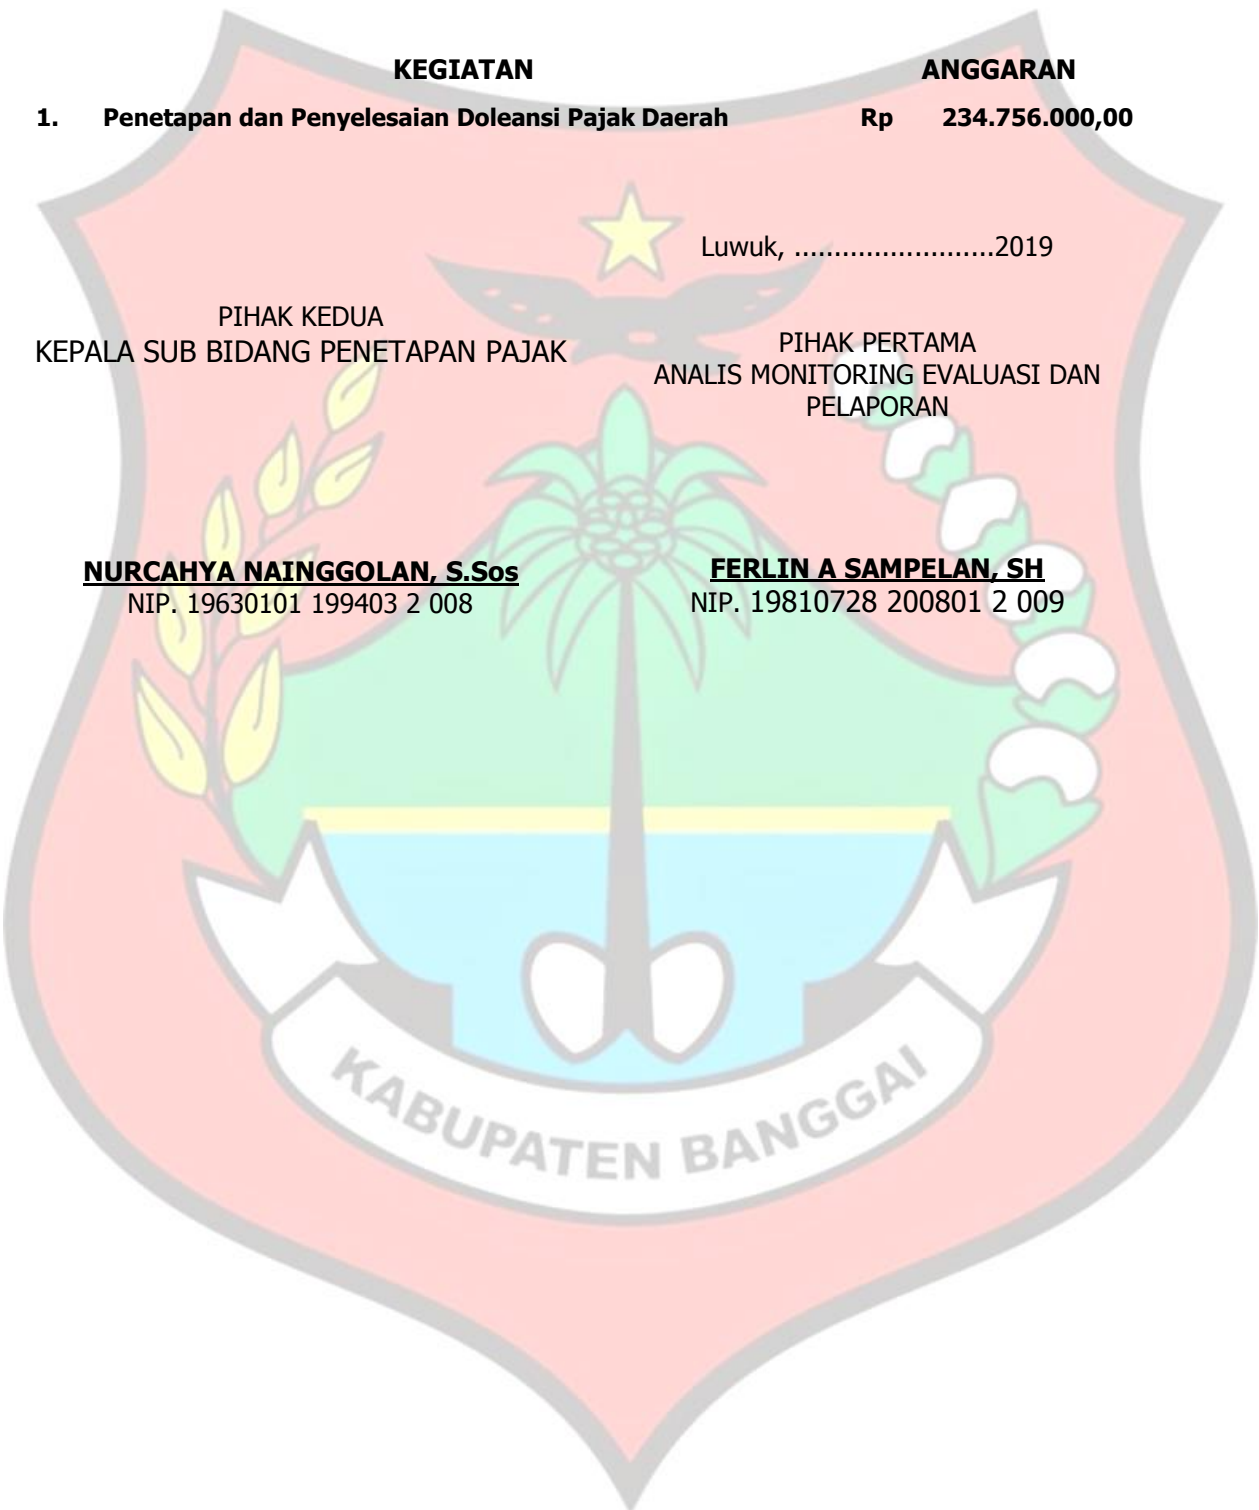 KEGIATAN ANGGARAN
1. Penetapan dan Penyelesaian Doleansi Pajak Daerah Rp 234.756.000,00
Luwuk, .........................2019
PIHAK KEDUA
KEPALA SUB BIDANG PENETAPAN PAJAK
NURCAHYA NAINGGOLAN, S.Sos
NIP. 19630101 199403 2 008
PIHAK PERTAMA
ANALIS MONITORING EVALUASI DAN
PELAPORAN
FERLIN A SAMPELAN, SH
NIP. 19810728 200801 2 009
KABUPATEN BANGGAI